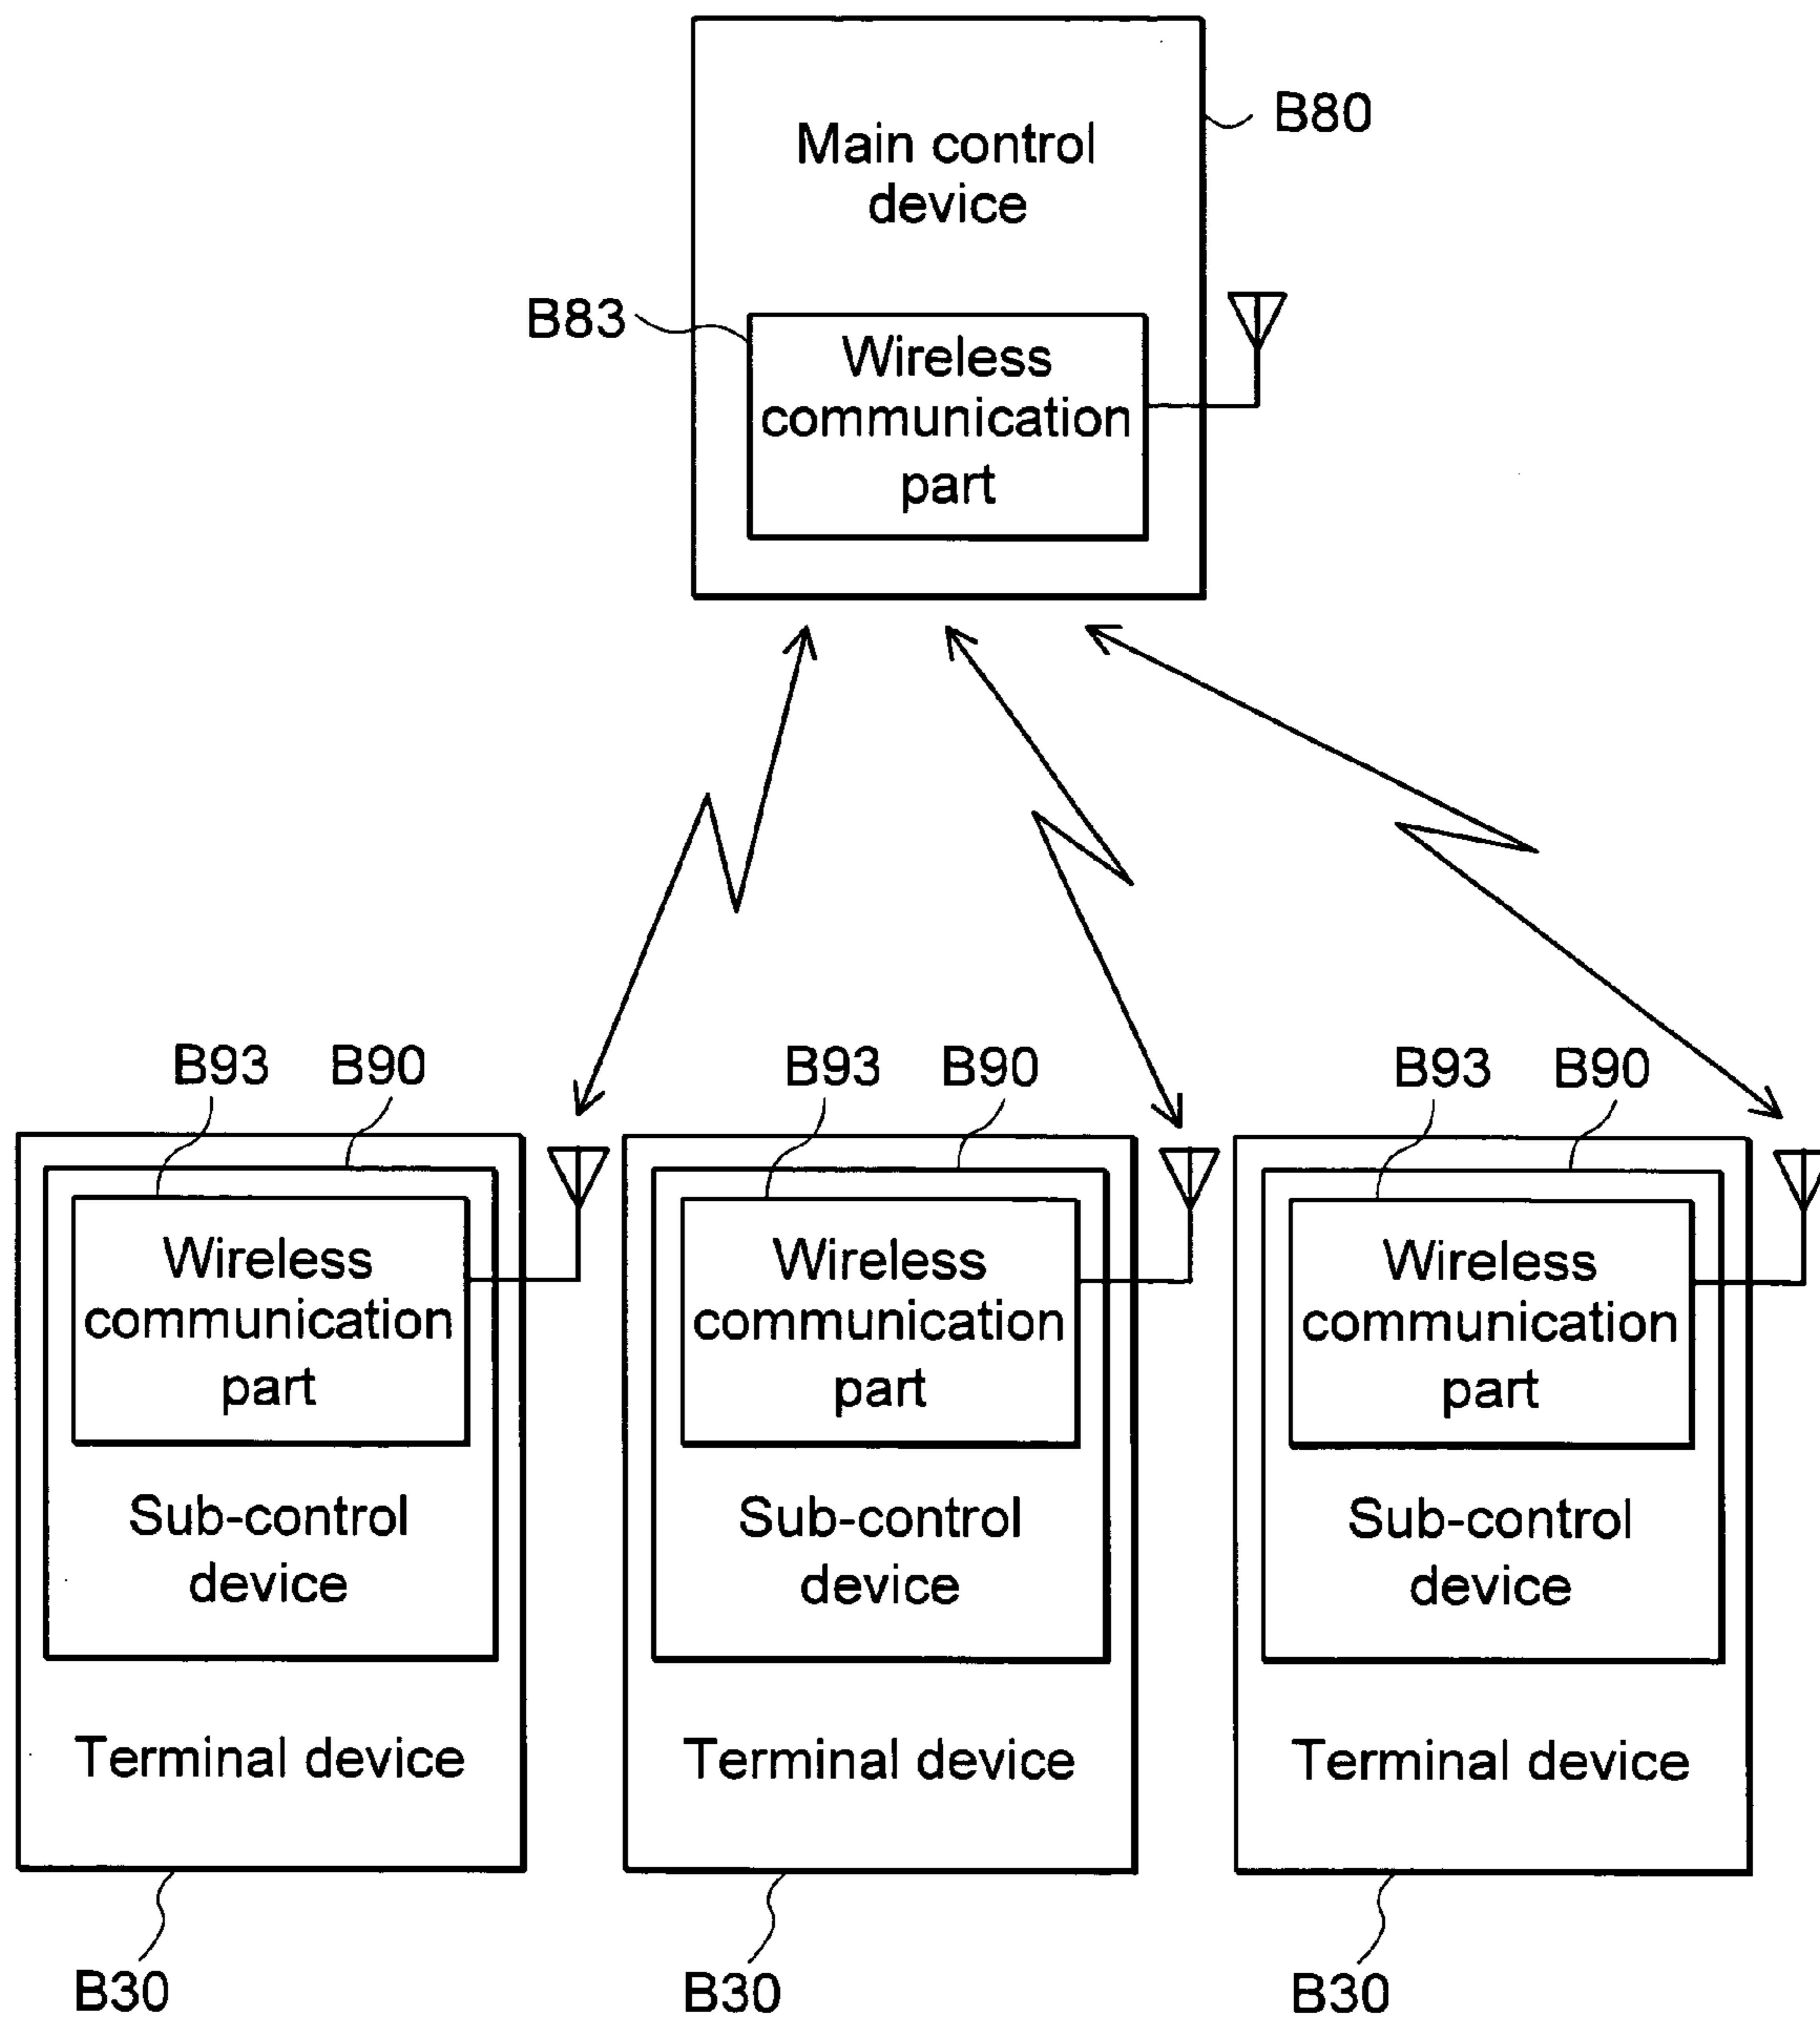 Main control
device
B80
B83
Wireless
communication
part
B93
B90
B93
B90
B93
B90
Wireless
communication
part
Sub-control
device
Terminal device
Wireless
communication
part
Sub-control
device
Terminal device
Wireless
communication
part
Sub-control
device
Terminal device
B30
B30
B30